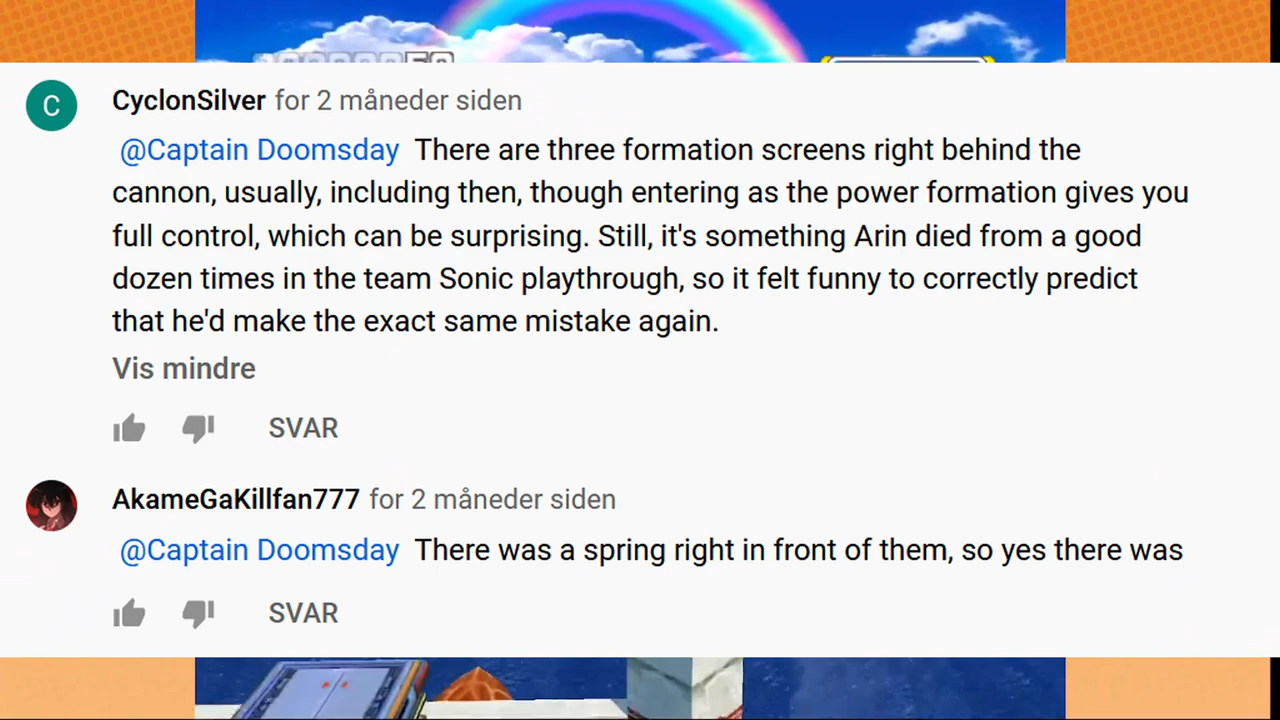 C CyclonSilver for 2 måneder siden
@Captain Doomsday There are three formation screens right behind the
cannon, usually, including then, though entering as the power formation gives you
full control, which can be surprising. Still, it's something Arin died from a good
dozen times in the team Sonic playthrough, so it felt funny to correctly predict
that he'd make the exact same mistake again.
Vis mindre
SVAR
AkameGaKillfan777 for 2 måneder siden
@Captain Doomsday There was a spring right in front of them, so yes there was
SVAR